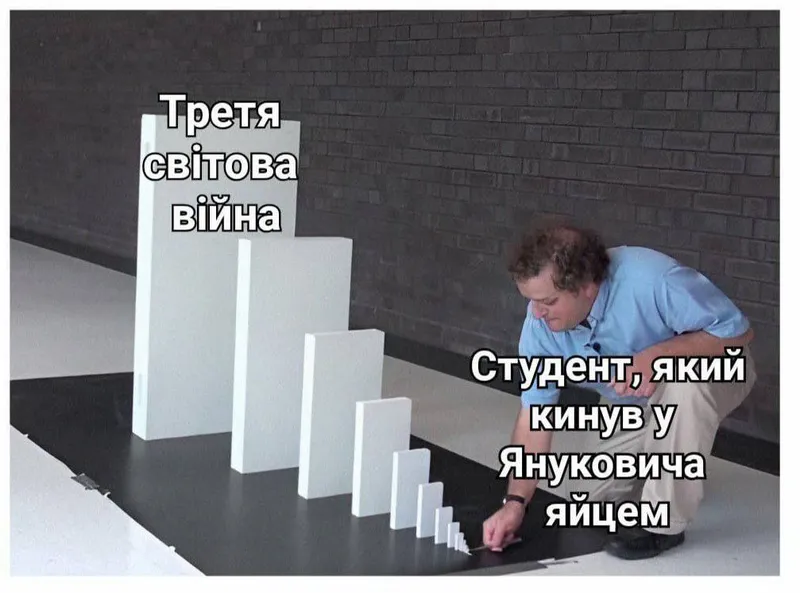 Третя
світова
війна
Студент, який
кинув у
Януковича
яйцем